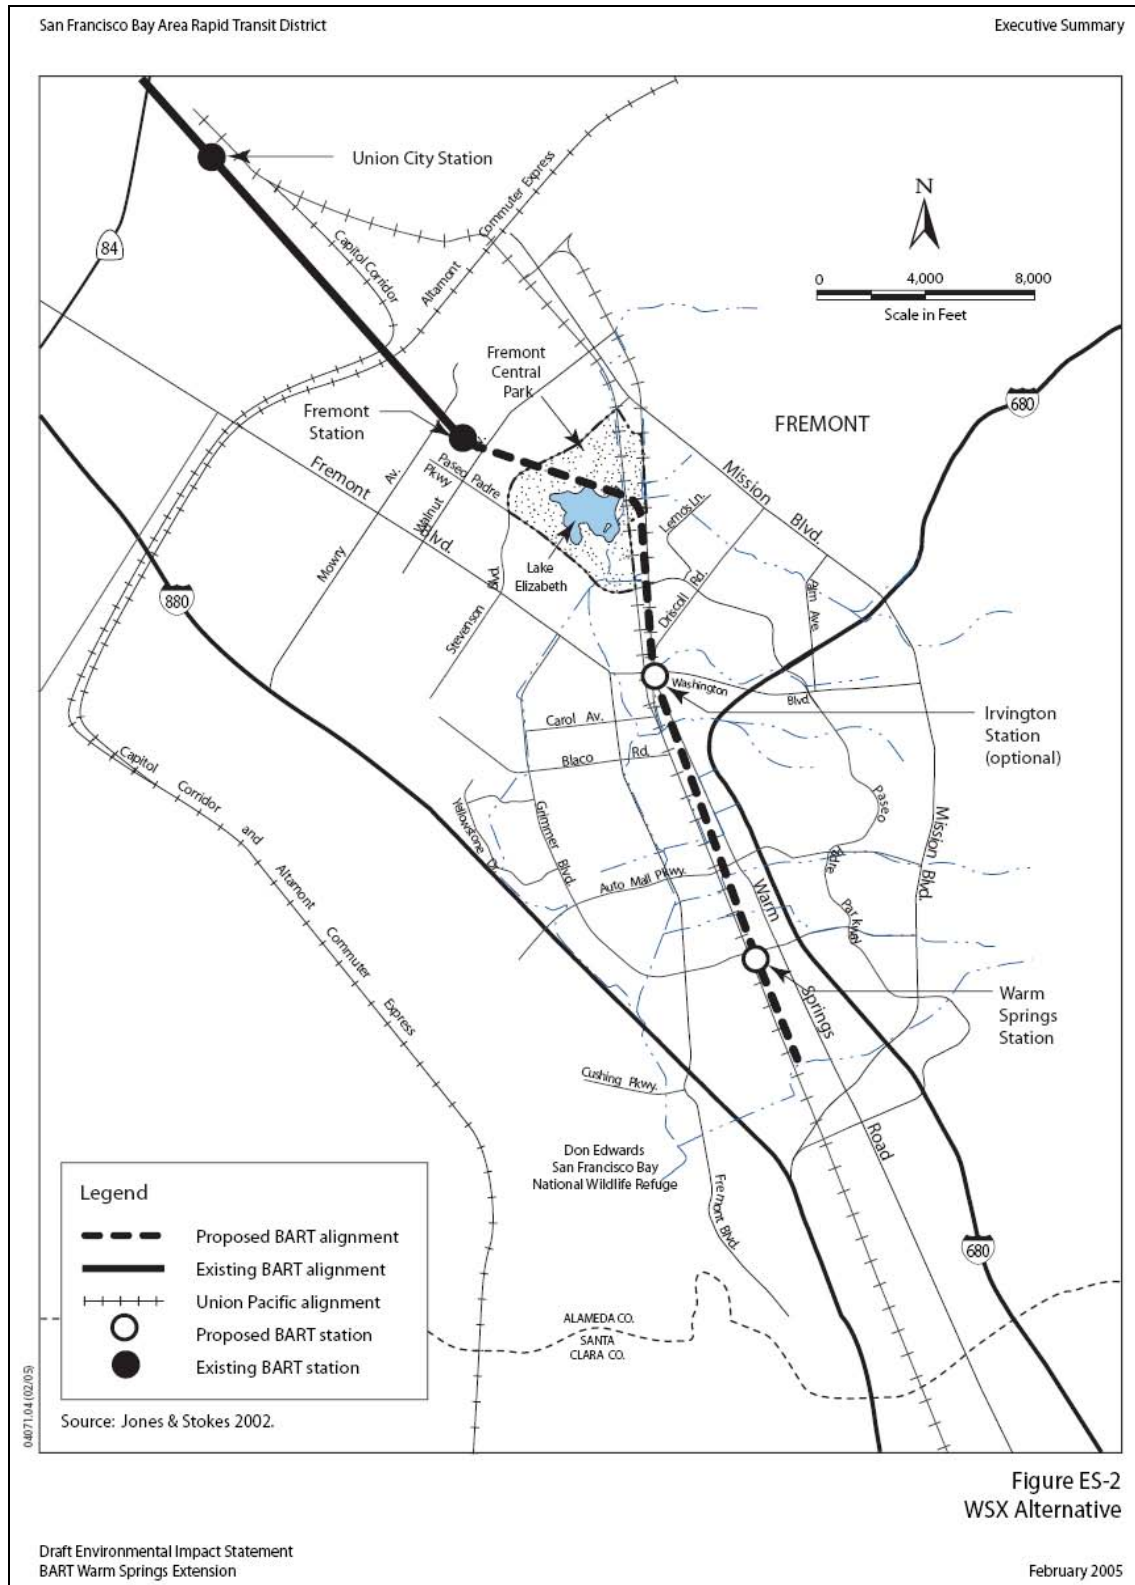 San Francisco Bay Area Rapid Transit District
Executive Summary
Union City Station
84
Capitol Corridor
Altamont Commuter Express
N
0 4,000 8,000
Scale in Feet
680
Fremont
Central
Park
FREMONT
Fremont
Station
Fremont Blvd.
Paseo Padre
Pkwy
Mowry Av.
Walnut
Stevenson Blvd
Lake
Elizabeth
Mission Blvd.
Lemos Ln.
Driscoll Rd.
Palm Ave.
880
Washington Blvd.
Irvington
Station
(optional)
Carol Av.
Blaco Rd.
Yellowstone Dr.
Grimmer Blvd.
Auto Mall Pkwy.
Paseo Padre Parkway
Mission Blvd.
Capitol Corridor and Altamont Commuter Express
Warm Springs Road
Warm
Springs
Station
Cushing Pkwy.
Don Edwards
San Francisco Bay
National Wildlife Refuge
Fremont Blvd.
680
ALAMEDA CO.
SANTA
CLARA CO.
Legend
Proposed BART alignment
Existing BART alignment
Union Pacific alignment
Proposed BART station
Existing BART station
Source: Jones & Stokes 2002.
04071.04 (02/05)
Figure ES-2
WSX Alternative
Draft Environmental Impact Statement
BART Warm Springs Extension
February 2005